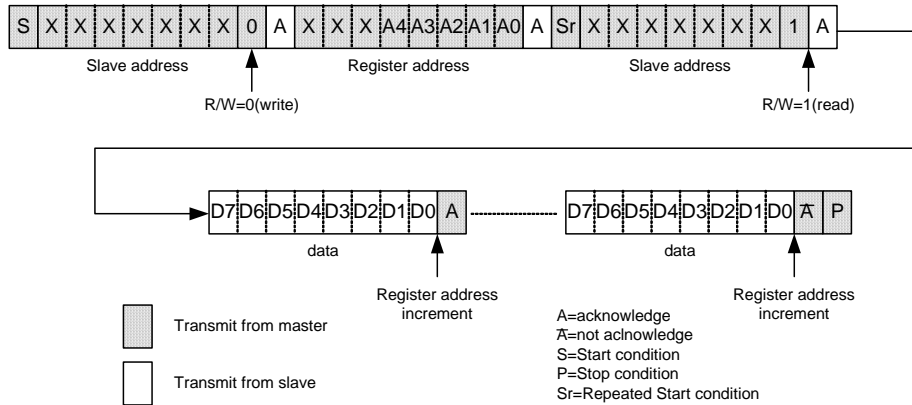 S X X X X X X X 0 A X X X A4 A3 A2 A1 A0 A Sr X X X X X X X 1 A
Slave address Register address Slave address
R/W=0(write) R/W=1(read)
D7 D6 D5 D4 D3 D2 D1 D0 A D7 D6 D5 D4 D3 D2 D1 D0 A̅ P
data data
Register address
increment
Register address
increment
Transmit from master
Transmit from slave
A=acknowledge
A̅=not aclnowledge
S=Start condition
P=Stop condition
Sr=Repeated Start condition